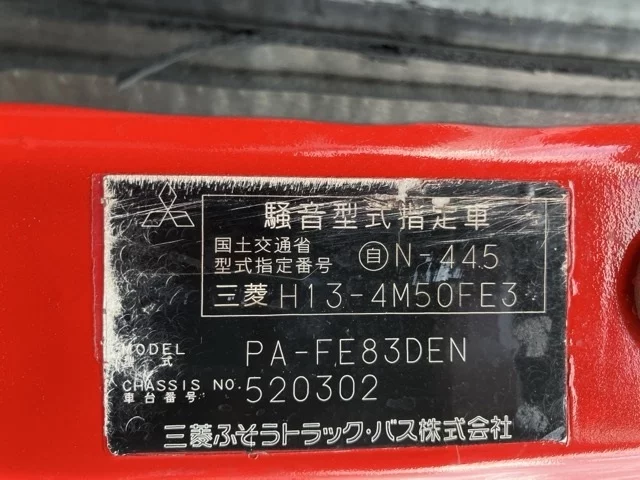 騒音型式指定車
国土交通省
型式指定番号 自N-445
三菱 H13-4M50FE3
MODEL
型式 PA-FE83DEN
CHASSIS NO.
車台番号 520302
三菱ふそうトラック・バス株式会社